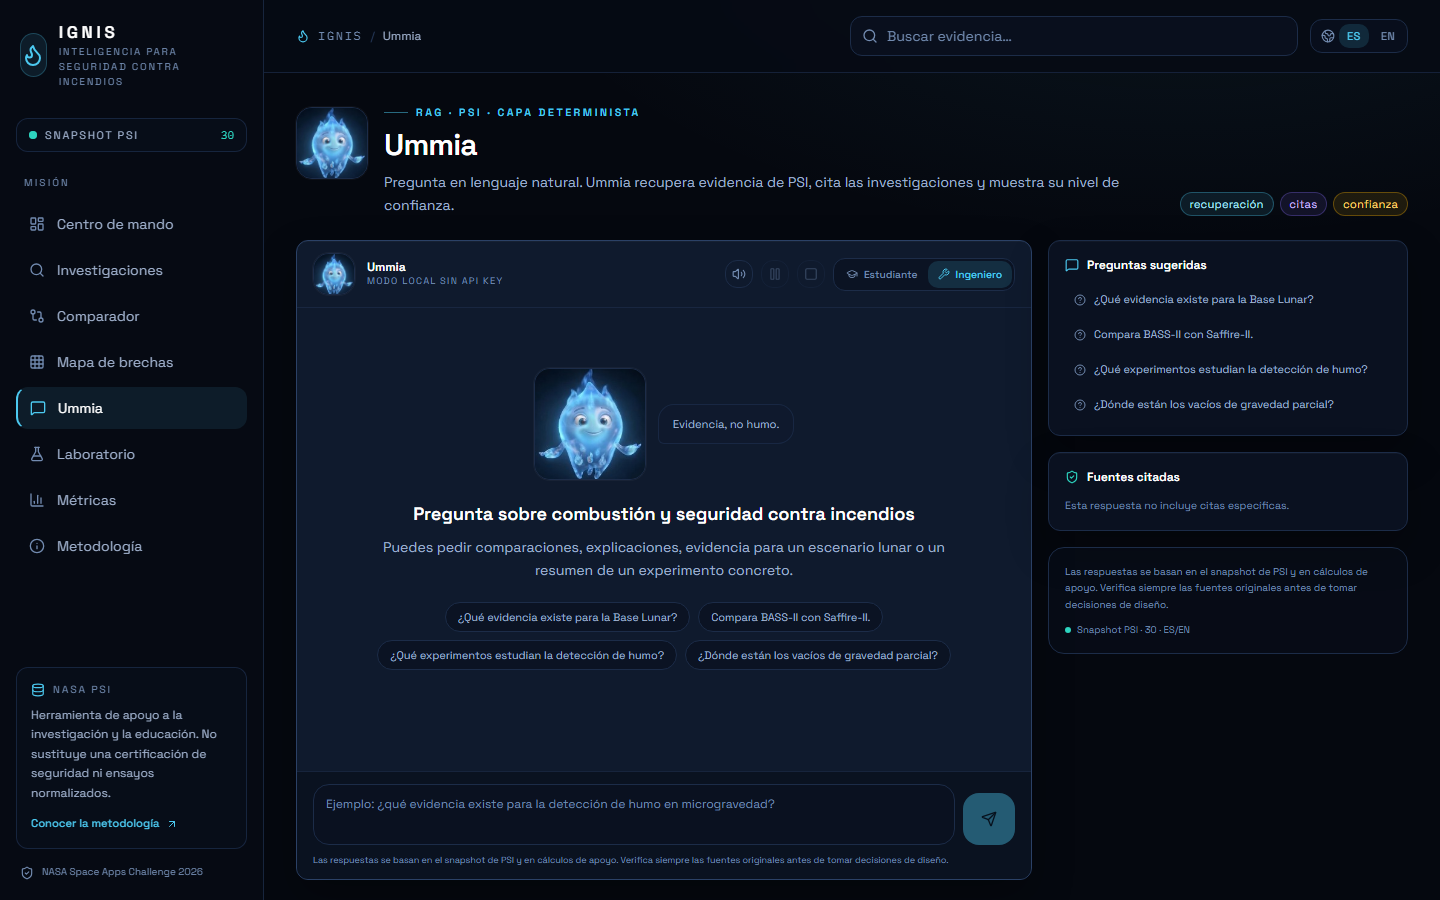 IGNIS
INTELIGENCIA PARA
SEGURIDAD CONTRA
INCENDIOS
SNAPSHOT PSI 30
MISIÓN
Centro de mando
Investigaciones
Comparador
Mapa de brechas
Ummia
Laboratorio
Métricas
Metodología
NASA PSI
Herramienta de apoyo a la
investigación y la educación. No
sustituye una certificación de
seguridad ni ensayos
normalizados.
Conocer la metodología
NASA Space Apps Challenge 2026
IGNIS / Ummia
Buscar evidencia...
ES EN
RAG · PSI · CAPA DETERMINISTA
Ummia
Pregunta en lenguaje natural. Ummia recupera evidencia de PSI, cita las investigaciones y muestra su nivel de
confianza.
recuperación citas confianza
Ummia
MODO LOCAL SIN API KEY
Estudiante Ingeniero
Evidencia, no humo.
Pregunta sobre combustión y seguridad contra incendios
Puedes pedir comparaciones, explicaciones, evidencia para un escenario lunar o un
resumen de un experimento concreto.
¿Qué evidencia existe para la Base Lunar? Compara BASS-II con Saffire-II.
¿Qué experimentos estudian la detección de humo? ¿Dónde están los vacíos de gravedad parcial?
Ejemplo: ¿qué evidencia existe para la detección de humo en microgravedad?
Las respuestas se basan en el snapshot de PSI y en cálculos de apoyo. Verifica siempre las fuentes originales antes de tomar decisiones de diseño.
Preguntas sugeridas
¿Qué evidencia existe para la Base Lunar?
Compara BASS-II con Saffire-II.
¿Qué experimentos estudian la detección de humo?
¿Dónde están los vacíos de gravedad parcial?
Fuentes citadas
Esta respuesta no incluye citas específicas.
Las respuestas se basan en el snapshot de PSI y en cálculos de
apoyo. Verifica siempre las fuentes originales antes de tomar
decisiones de diseño.
Snapshot PSI · 30 · ES/EN